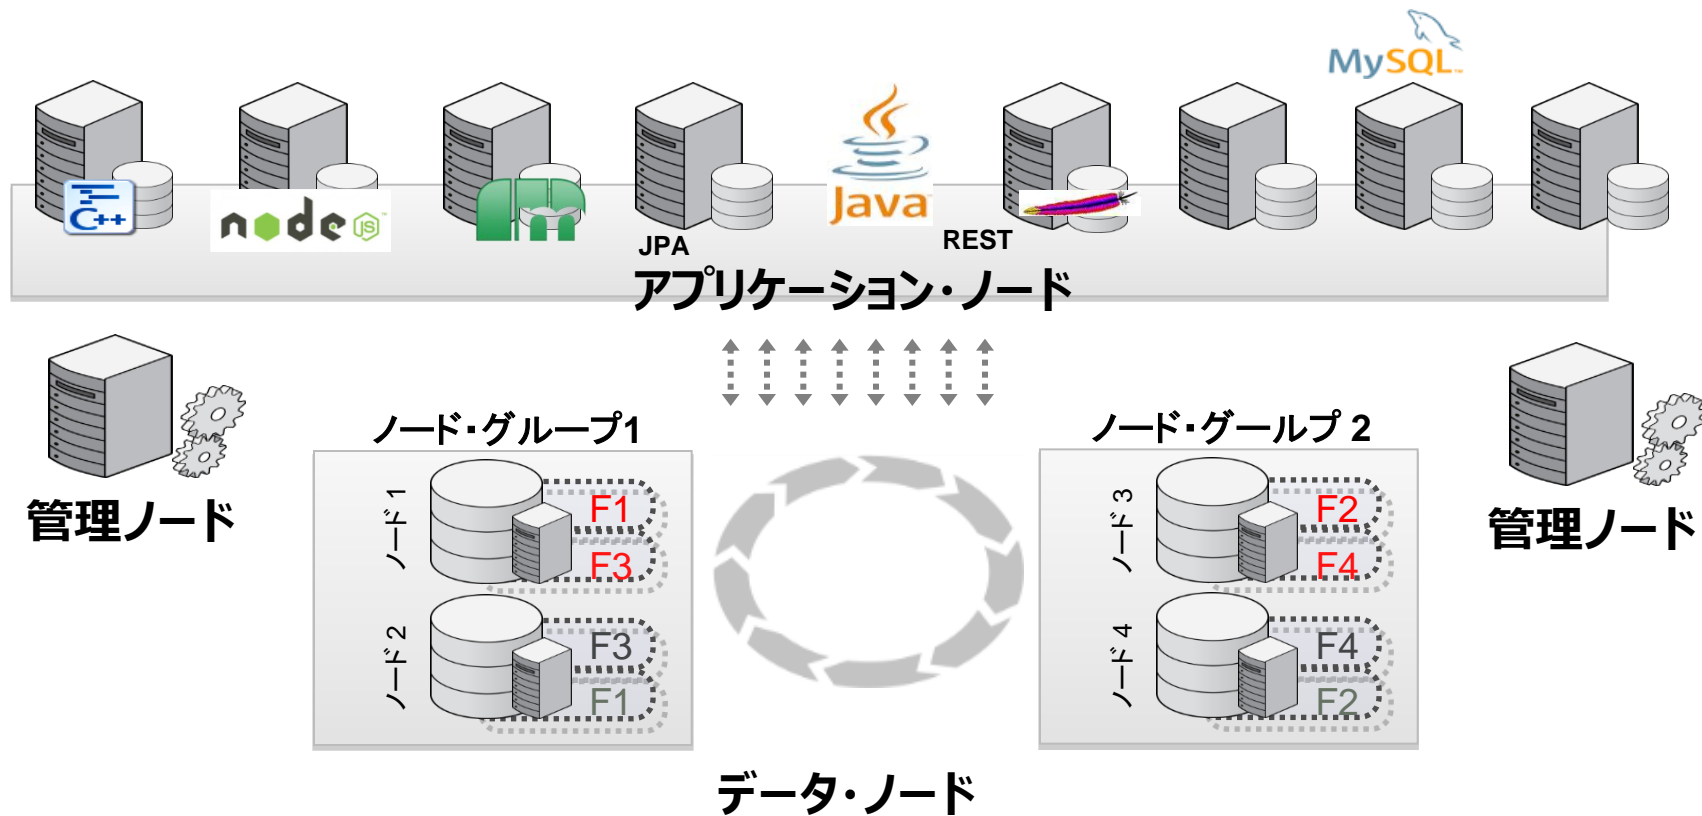 MySQL
C++
node JS
Java
JPA
REST
アプリケーション・ノード
ノード・グループ1
ノード・グールプ 2
ノード 1
F1
F3
ノード 2
F3
F1
ノード 3
F2
F4
ノード 4
F4
F2
管理ノード
管理ノード
データ・ノード